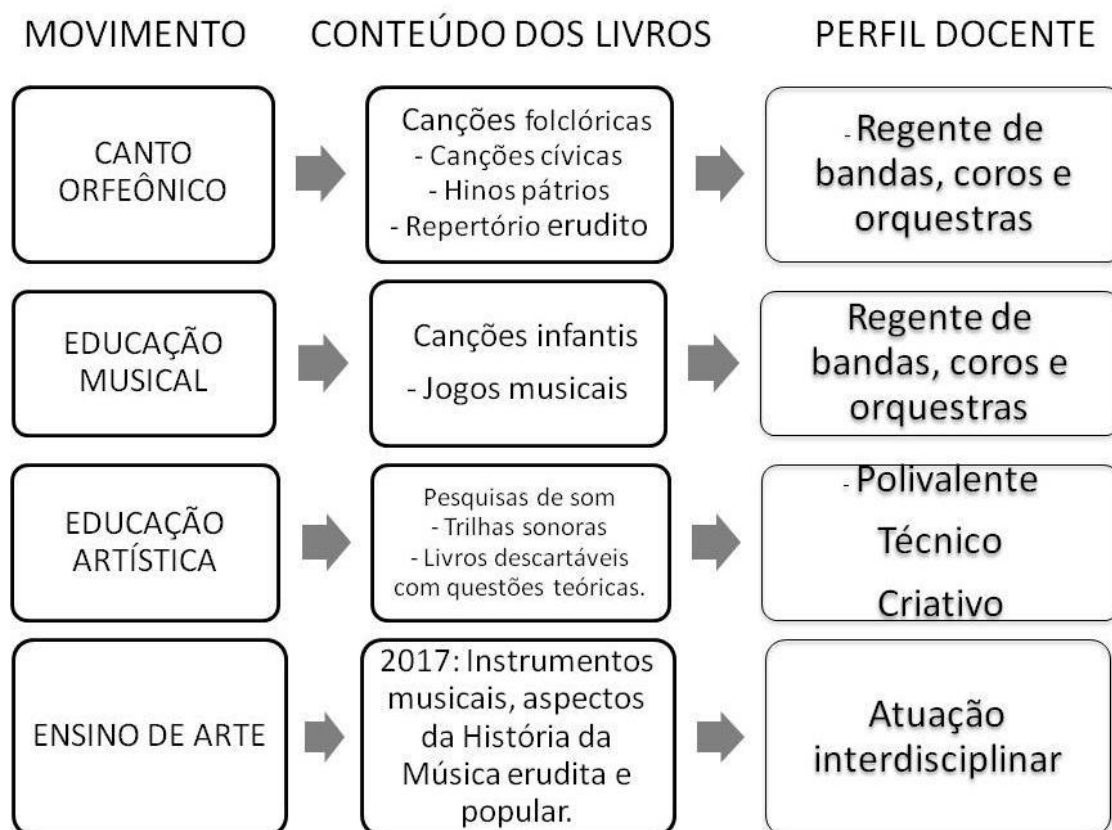 MOVIMENTO
CONTEÚDO DOS LIVROS
PERFIL DOCENTE
CANTO
ORFEÔNICO
Canções folclóricas
- Canções cívicas
- Hinos pátrios
- Repertório erudito
- Regente de
bandas, coros e
orquestras
EDUCAÇÃO
MUSICAL
Canções infantis
- Jogos musicais
Regente de
bandas, coros e
orquestras
EDUCAÇÃO
ARTÍSTICA
Pesquisas de som
- Trilhas sonoras
- Livros descartáveis
com questões teóricas.
- Polivalente
Técnico
Criativo
ENSINO DE ARTE
2017: Instrumentos
musicais, aspectos
da História da
Música erudita e
popular.
Atuação
interdisciplinar